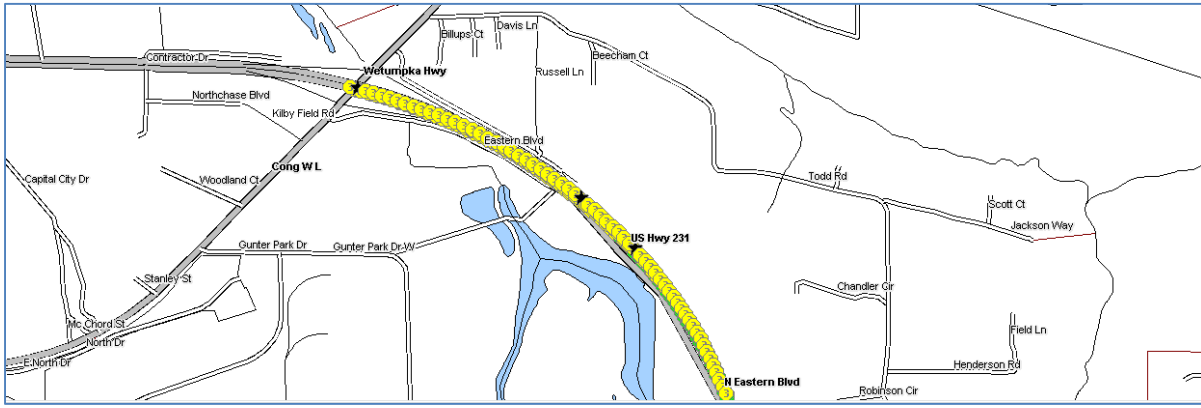 Davis Ln
Billups Ct
Beecham Ct
Contractor Dr
Wetumpka Hwy
Russell Ln
Northchase Blvd
Kilby Field Rd
Eastern Blvd
Cong W L
Capital City Dr
Woodland Ct
Todd Rd
Scott Ct
Jackson Way
US Hwy 231
Gunter Park Dr
Gunter Park Dr W
Stanley St
Chandler Cir
Mc Chord St
North Dr
Field Ln
E North Dr
Henderson Rd
N Eastern Blvd
Robinson Cir
3